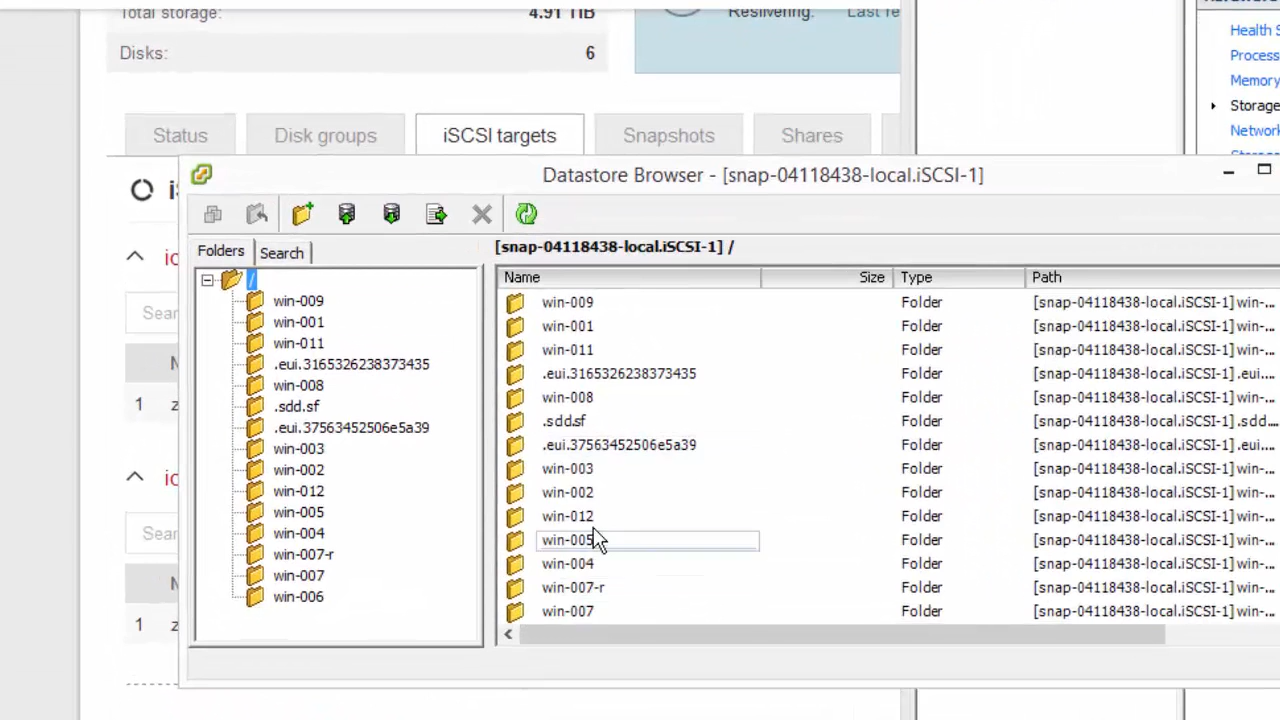 Total storage: 4.91 TiB
Resilvering: Last re
Disks: 6
Health S
Process
Memory
Storage
Networ
Status Disk groups iSCSI targets Snapshots Shares
Datastore Browser - [snap-04118438-local.iSCSI-1]
Folders Search
[snap-04118438-local.iSCSI-1] /
/
win-009
win-001
win-011
.eui.3165326238373435
win-008
.sdd.sf
.eui.37563452506e5a39
win-003
win-002
win-012
win-005
win-004
win-007-r
win-007
win-006
Name Size Type Path
win-009 Folder [snap-04118438-local.iSCSI-1] win-...
win-001 Folder [snap-04118438-local.iSCSI-1] win-...
win-011 Folder [snap-04118438-local.iSCSI-1] win-...
.eui.3165326238373435 Folder [snap-04118438-local.iSCSI-1] .eui....
win-008 Folder [snap-04118438-local.iSCSI-1] win-...
.sdd.sf Folder [snap-04118438-local.iSCSI-1] .sdd....
.eui.37563452506e5a39 Folder [snap-04118438-local.iSCSI-1] .eui....
win-003 Folder [snap-04118438-local.iSCSI-1] win-...
win-002 Folder [snap-04118438-local.iSCSI-1] win-...
win-012 Folder [snap-04118438-local.iSCSI-1] win-...
win-005 Folder [snap-04118438-local.iSCSI-1] win-...
win-004 Folder [snap-04118438-local.iSCSI-1] win-...
win-007-r Folder [snap-04118438-local.iSCSI-1] win-...
win-007 Folder [snap-04118438-local.iSCSI-1] win-...
Sear
N
1 z
Sear
N
1 z